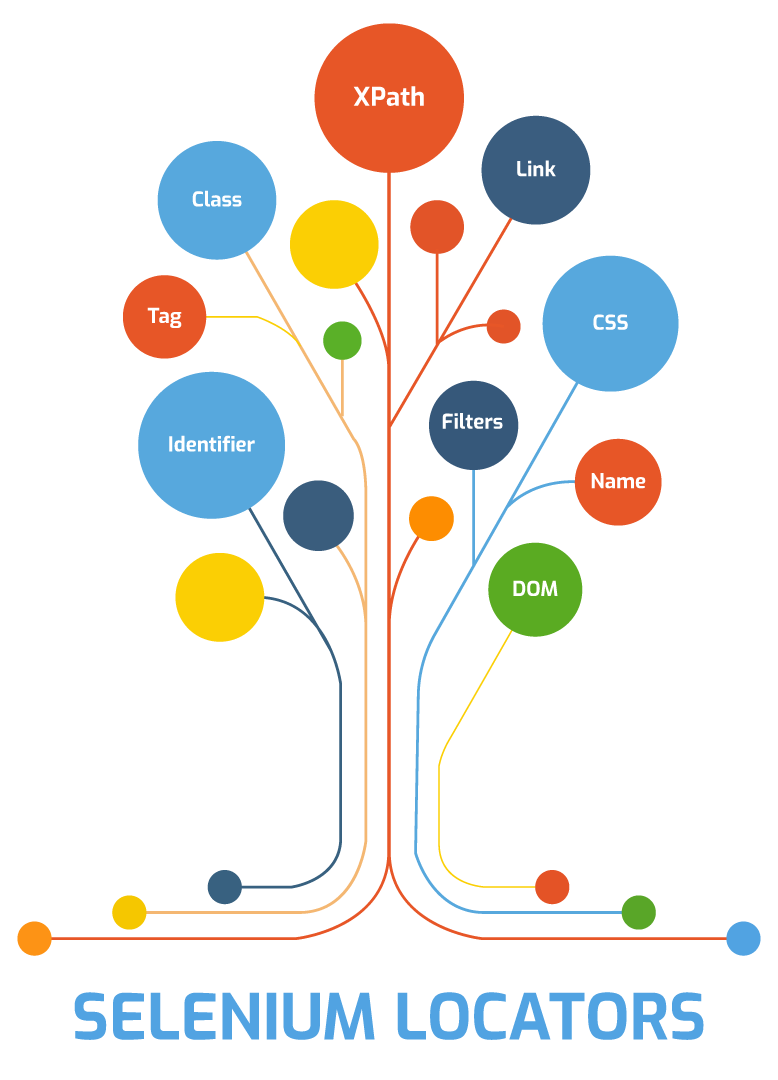 XPath
Link
Class
Tag
CSS
Filters
Identifier
Name
DOM
SELENIUM LOCATORS